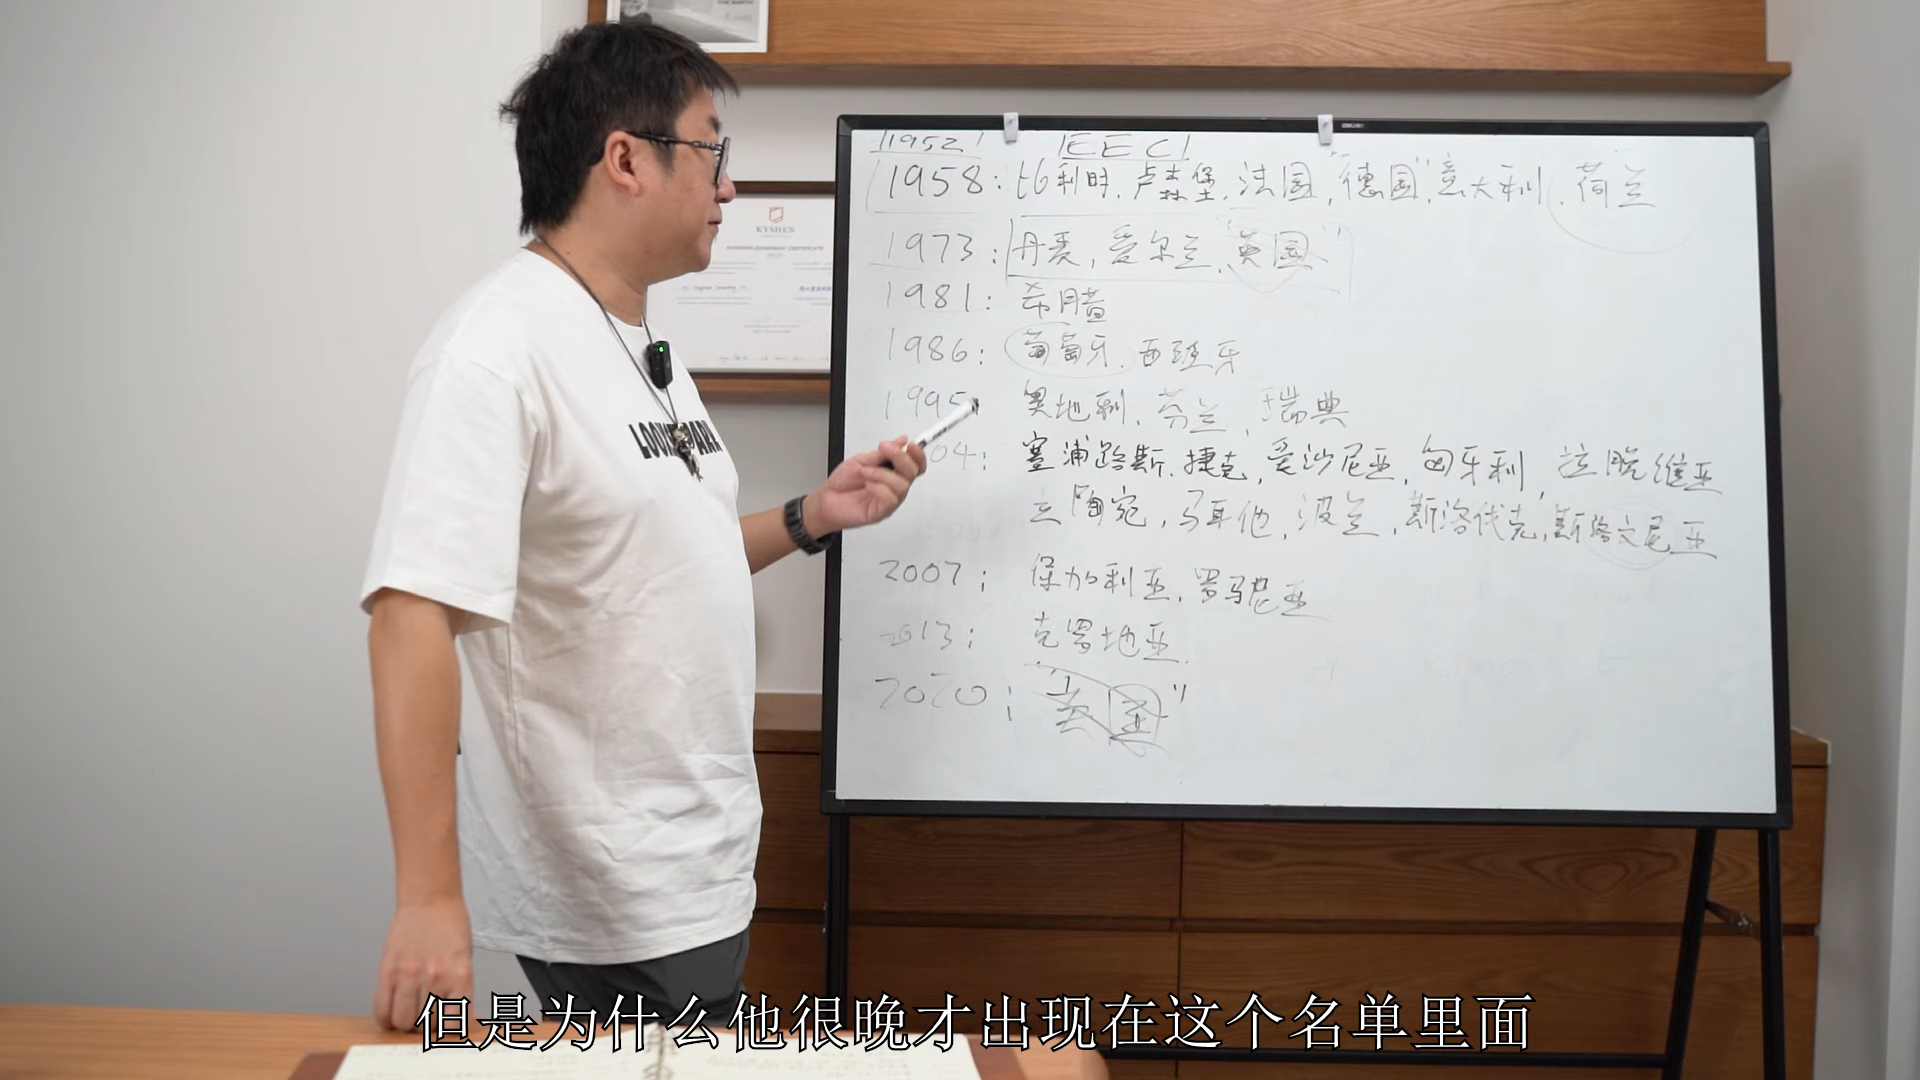 1952 EEC
1958: 比利时, 卢森堡, 法国, "德国", 意大利, 荷兰
1973: 丹麦, 爱尔兰, 英国"
1981: 希腊
1986: 葡萄牙, 西班牙
1995 奥地利, 芬兰, 瑞典
04: 塞浦路斯, 捷克, 爱沙尼亚, 匈牙利, 拉脱维亚
立陶宛, 马耳他, 波兰, 斯洛伐克, 斯洛文尼亚
2007: 保加利亚, 罗马尼亚
2013: 克罗地亚.
2020: "英国"
KYSHEN
但是为什么他很晚才出现在这个名单里面